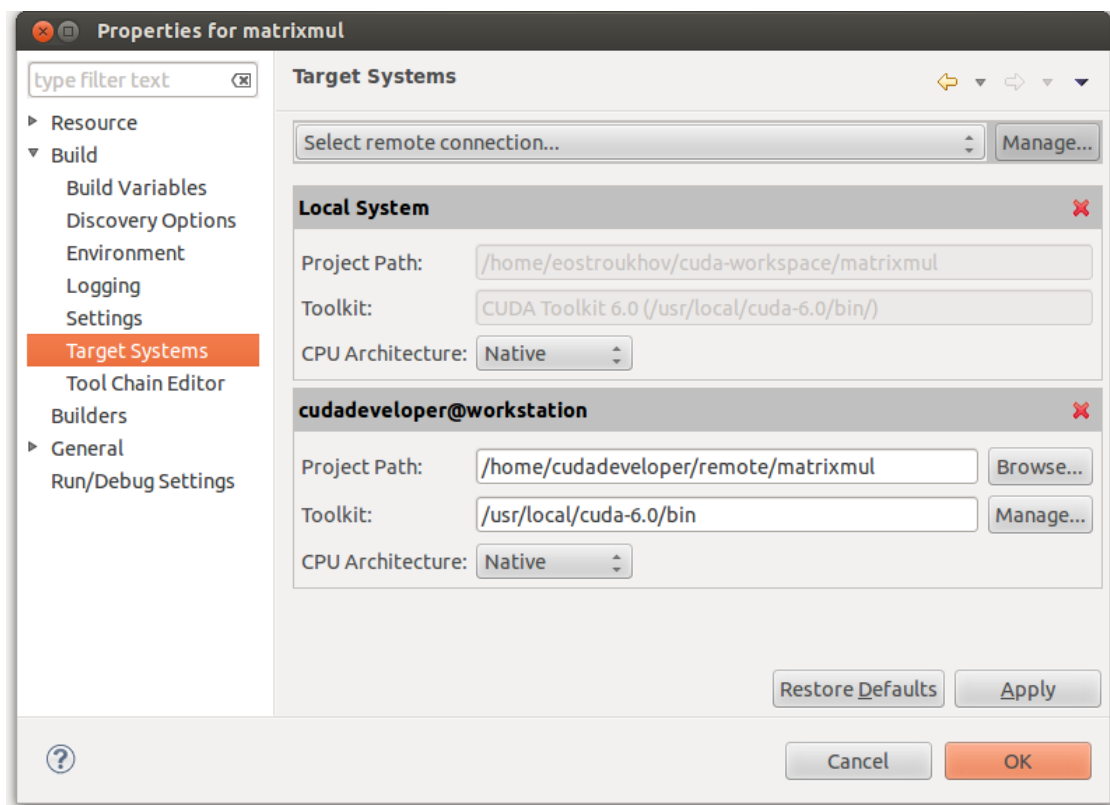 Properties for matrixmul
type filter text
Resource
Build
Build Variables
Discovery Options
Environment
Logging
Settings
Target Systems
Tool Chain Editor
Builders
General
Run/Debug Settings
Target Systems
Select remote connection... Manage...
Local System
Project Path: /home/eostroukhov/cuda-workspace/matrixmul
Toolkit: CUDA Toolkit 6.0 (/usr/local/cuda-6.0/bin/)
CPU Architecture: Native
cudadeveloper@workstation
Project Path: /home/cudadeveloper/remote/matrixmul Browse...
Toolkit: /usr/local/cuda-6.0/bin Manage...
CPU Architecture: Native
Restore Defaults Apply
? Cancel OK